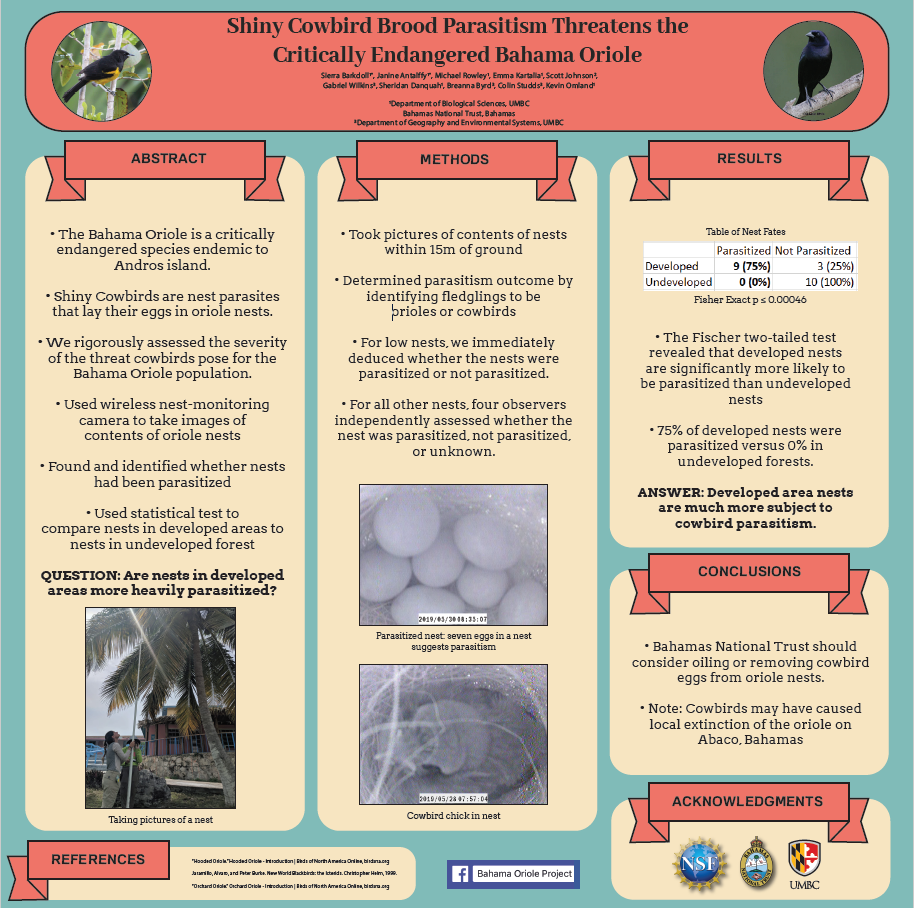 Shiny Cowbird Brood Parasitism Threatens the
Critically Endangered Bahama Oriole
Sierra Barkdoll¹*, Janine Antalffy¹*, Michael Rowley¹, Emma Kartalia¹, Scott Johnson²,
Gabriel Wilkins³, Sheridan Danquah¹, Breanna Byrd³, Colin Studds³, Kevin Omland¹
¹Department of Biological Sciences, UMBC
Bahamas National Trust, Bahamas
³Department of Geography and Environmental Systems, UMBC
ABSTRACT
• The Bahama Oriole is a critically
endangered species endemic to
Andros island.
• Shiny Cowbirds are nest parasites
that lay their eggs in oriole nests.
• We rigorously assessed the severity
of the threat cowbirds pose for the
Bahama Oriole population.
• Used wireless nest-monitoring
camera to take images of
contents of oriole nests
• Found and identified whether nests
had been parasitized
• Used statistical test to
compare nests in developed areas to
nests in undeveloped forest
QUESTION: Are nests in developed
areas more heavily parasitized?
Taking pictures of a nest
METHODS
• Took pictures of contents of nests
within 15m of ground
• Determined parasitism outcome by
identifying fledglings to be
orioles or cowbirds
• For low nests, we immediately
deduced whether the nests were
parasitized or not parasitized.
• For all other nests, four observers
independently assessed whether the
nest was parasitized, not parasitized,
or unknown.
2019/05/30 08:35:07
Parasitized nest: seven eggs in a nest
suggests parasitism
2019/05/28 07:57:04
Cowbird chick in nest
RESULTS
Table of Nest Fates
Parasitized Not Parasitized
Developed 9 (75%) 3 (25%)
Undeveloped 0 (0%) 10 (100%)
Fisher Exact p ≤ 0.00046
• The Fischer two-tailed test
revealed that developed nests
are significantly more likely to
be parasitized than undeveloped
nests
• 75% of developed nests were
parasitized versus 0% in
undeveloped forests.
ANSWER: Developed area nests
are much more subject to
cowbird parasitism.
CONCLUSIONS
• Bahamas National Trust should
consider oiling or removing cowbird
eggs from oriole nests.
• Note: Cowbirds may have caused
local extinction of the oriole on
Abaco, Bahamas
ACKNOWLEDGMENTS
NSF
BAHAMAS
NATIONAL TRUST
UMBC
REFERENCES
"Hooded Oriole." Hooded Oriole - Introduction | Birds of North America Online, birdsna.org
Jaramillo, Alvaro, and Peter Burke. New World Blackbirds: the Icterids. Christopher Helm, 1999.
"Orchard Oriole." Orchard Oriole - Introduction | Birds of North America Online, birdsna.org
Bahama Oriole Project